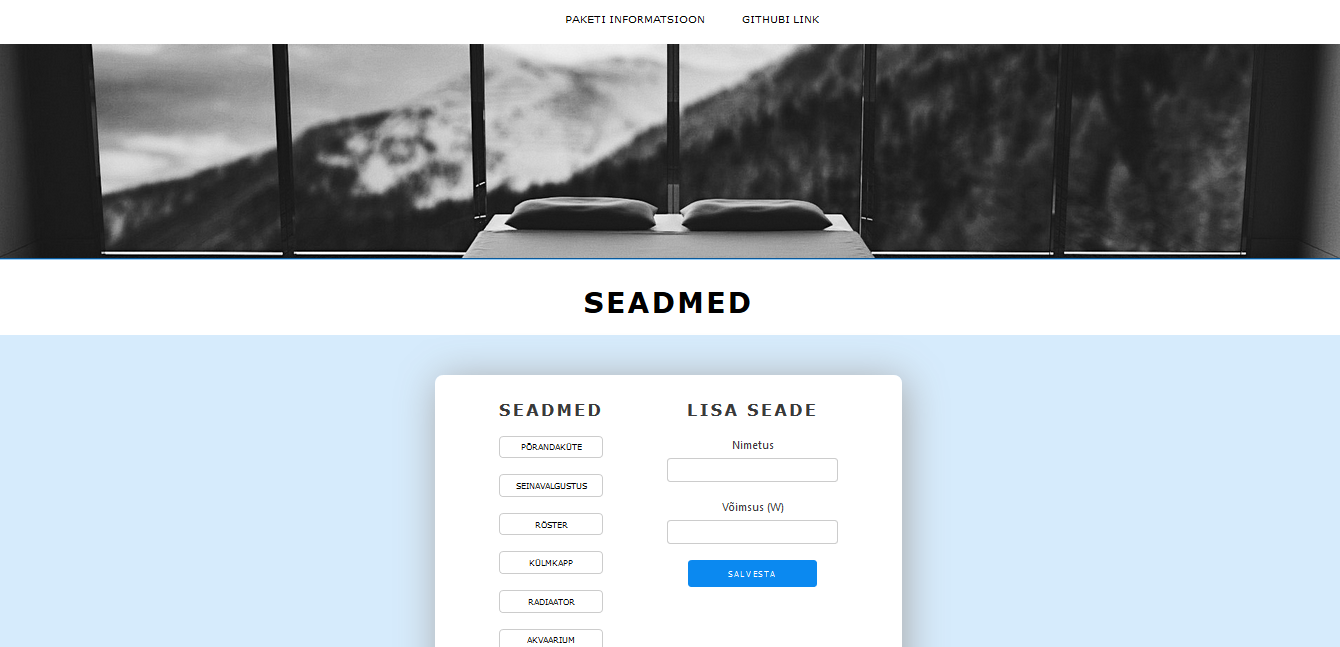 PAKETI INFORMATSIOON GITHUBI LINK
SEADMED
SEADMED
PÕRANDAKÜTE
SEINAVALGUSTUS
RÖSTER
KÜLMKAPP
RADIAATOR
AKVAARIUM
LISA SEADE
Nimetus
Võimsus (W)
SALVESTA